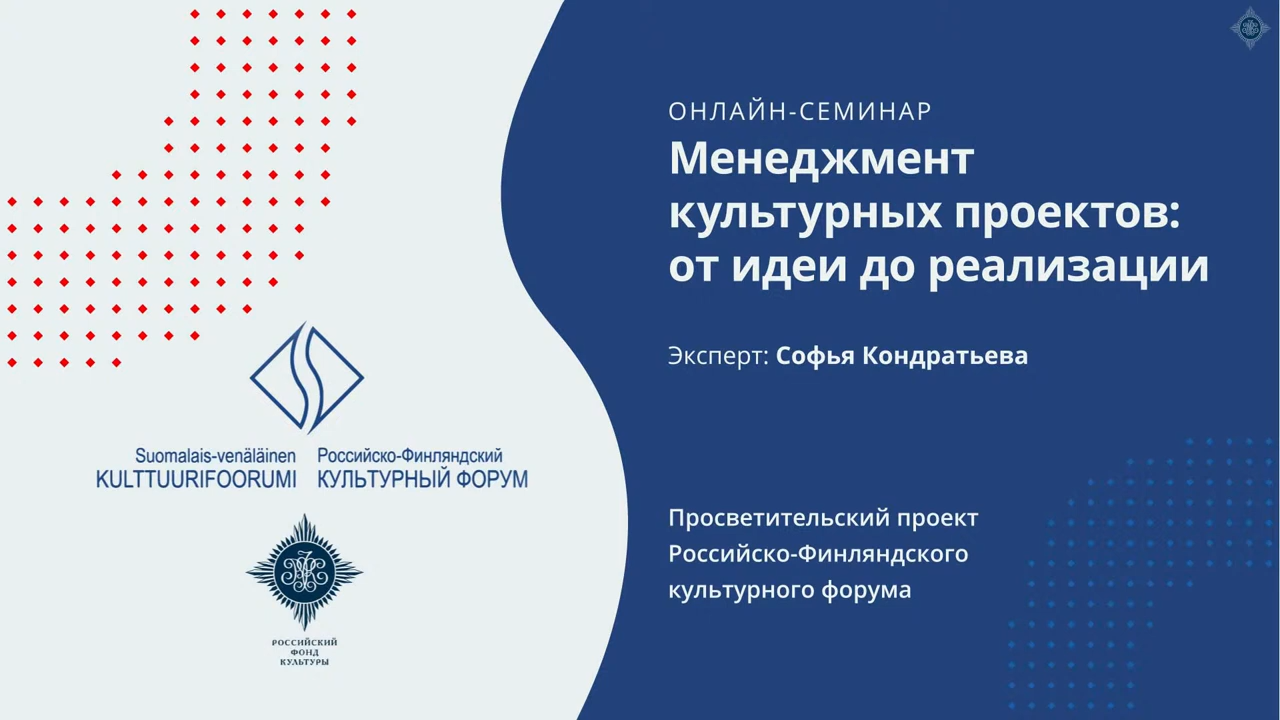 ОНЛАЙН-СЕМИНАР
Менеджмент
культурных проектов:
от идеи до реализации
Эксперт: Софья Кондратьева
Suomalais-venäläinen
KULTTUURIFOORUMI
Российско-Финляндский
КУЛЬТУРНЫЙ ФОРУМ
РОССИЙСКИЙ
ФОНД
КУЛЬТУРЫ
Просветительский проект
Российско-Финляндского
культурного форума